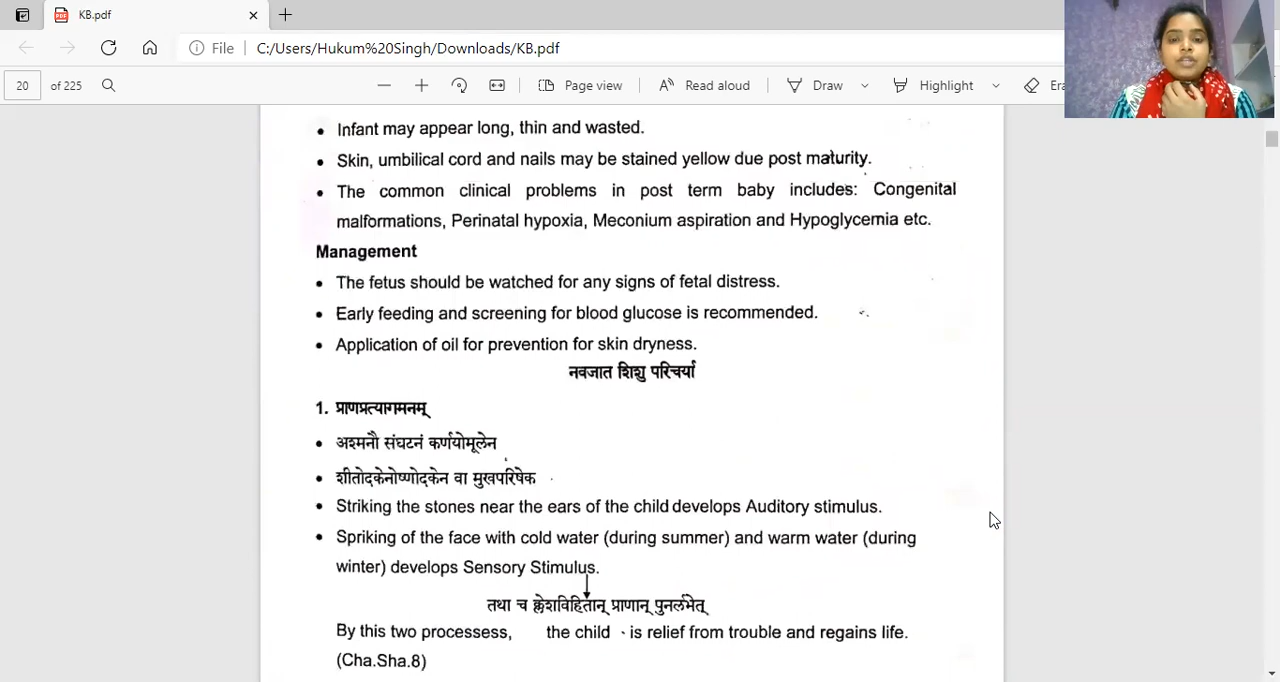 KB.pdf
File C:/Users/Hukum%20Singh/Downloads/KB.pdf
20 of 225 Page view Read aloud Draw Highlight Era
• Infant may appear long, thin and wasted.
• Skin, umbilical cord and nails may be stained yellow due post maturity.
• The common clinical problems in post term baby includes: Congenital
malformations, Perinatal hypoxia, Meconium aspiration and Hypoglycemia etc.
Management
• The fetus should be watched for any signs of fetal distress.
• Early feeding and screening for blood glucose is recommended.
• Application of oil for prevention for skin dryness.
नवजात शिशु परिचर्या
1. प्राणप्रत्यागमनम्
• अश्मनौ संघटनं कर्णयोमूलेन
• शीतोदकेनोष्णोदकेन वा मुखपरिषेक
• Striking the stones near the ears of the child develops Auditory stimulus.
• Spriking of the face with cold water (during summer) and warm water (during
winter) develops Sensory Stimulus.
तथा च क्लेशविहितान् प्राणान् पुनर्लभेत्
By this two processess, the child is relief from trouble and regains life.
(Cha.Sha.8)